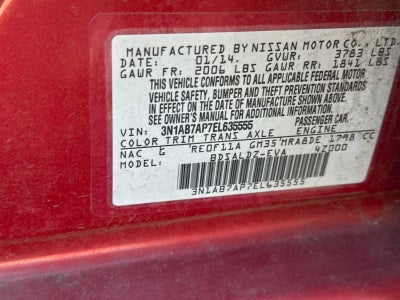 MANUFACTURED BY NISSAN MOTOR CO., LTD.
DATE: 01/14. GVWR: 3783 LBS
GAWR FR: 2006 LBS GAWR RR: 1841 LBS
THIS VEHICLE CONFORMS TO ALL APPLICABLE FEDERAL MOTOR
VEHICLE SAFETY, BUMPER AND THEFT PREVENTION STANDARDS
IN EFFECT ON THE DATE OF MANUFACTURE SHOWN ABOVE.
SEE OWNER'S MANUAL FOR ADDITIONAL INFORMATION.
VIN: 3N1AB7AP7EL635555 PASSENGER CAR.
COLOR TRIM TRANS AXLE ENGINE
NAC G RE0F11A GM35 MRA8DE 1798 CC
MODEL: BDSALDZ-EVA 42000
3N1AB7AP7EL635555